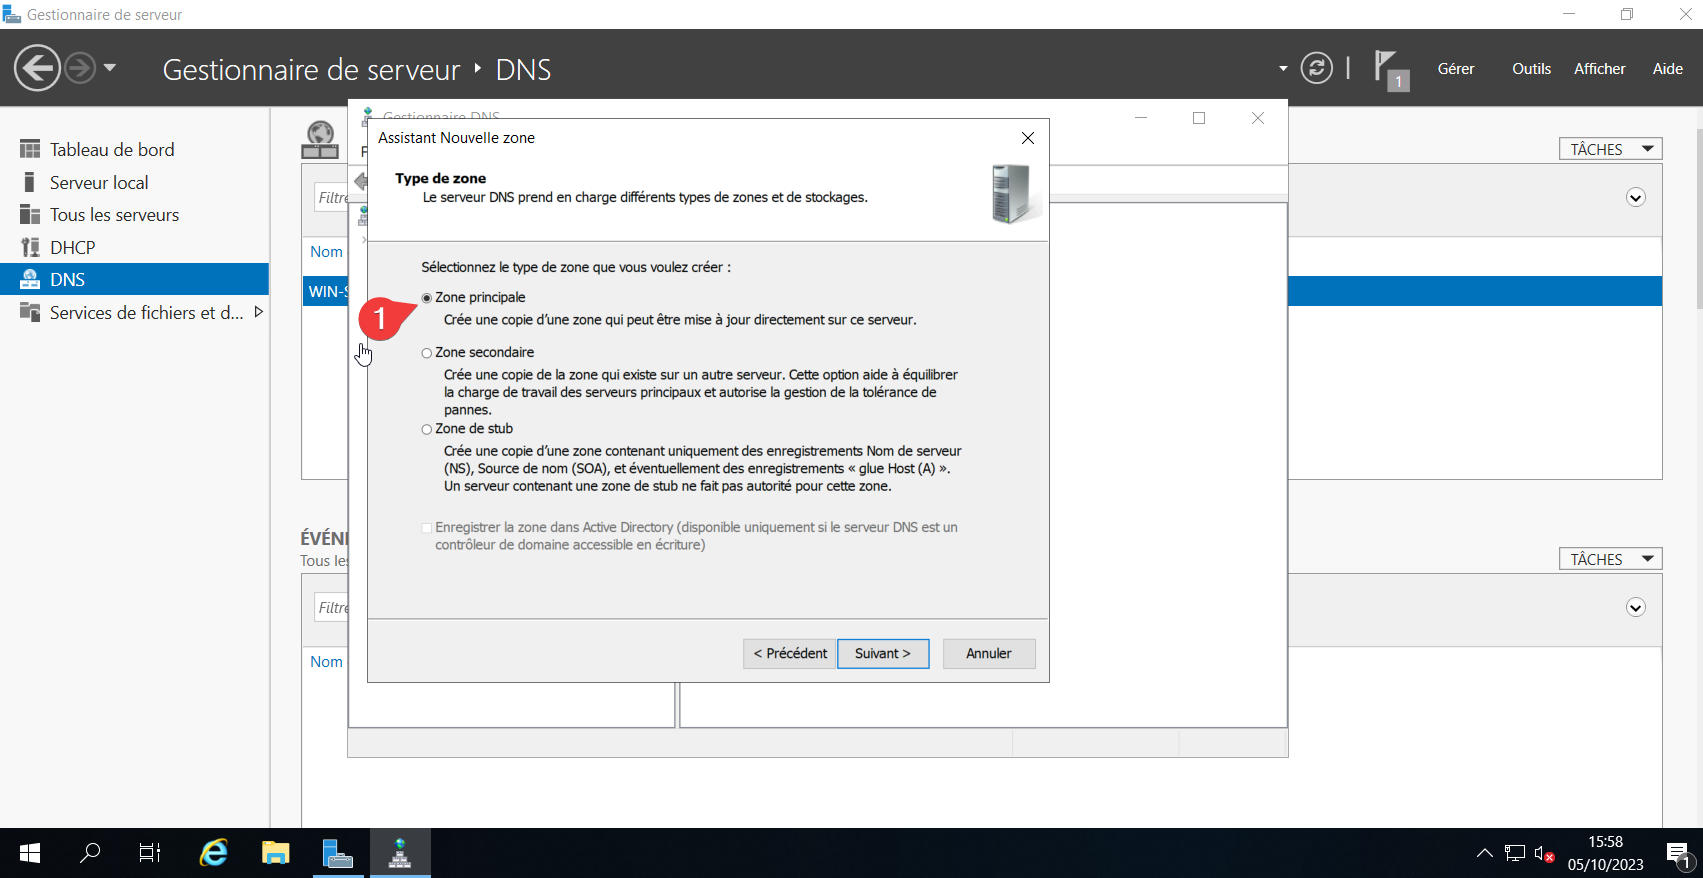 Gestionnaire de serveur
Gestionnaire de serveur ‣ DNS
1
Gérer
Outils
Afficher
Aide
Tableau de bord
Serveur local
Tous les serveurs
DHCP
DNS
Services de fichiers et d...
Gestionnaire DNS
Assistant Nouvelle zone
Type de zone
Le serveur DNS prend en charge différents types de zones et de stockages.
Sélectionnez le type de zone que vous voulez créer :
Zone principale
1
Crée une copie d'une zone qui peut être mise à jour directement sur ce serveur.
Zone secondaire
Crée une copie de la zone qui existe sur un autre serveur. Cette option aide à équilibrer
la charge de travail des serveurs principaux et autorise la gestion de la tolérance de
pannes.
Zone de stub
Crée une copie d'une zone contenant uniquement des enregistrements Nom de serveur
(NS), Source de nom (SOA), et éventuellement des enregistrements « glue Host (A) ».
Un serveur contenant une zone de stub ne fait pas autorité pour cette zone.
Enregistrer la zone dans Active Directory (disponible uniquement si le serveur DNS est un
contrôleur de domaine accessible en écriture)
< Précédent
Suivant >
Annuler
TÂCHES
Filtre
Nom
WIN-S
ÉVÉN
Tous les
TÂCHES
Filtre
Nom
15:58
05/10/2023
1